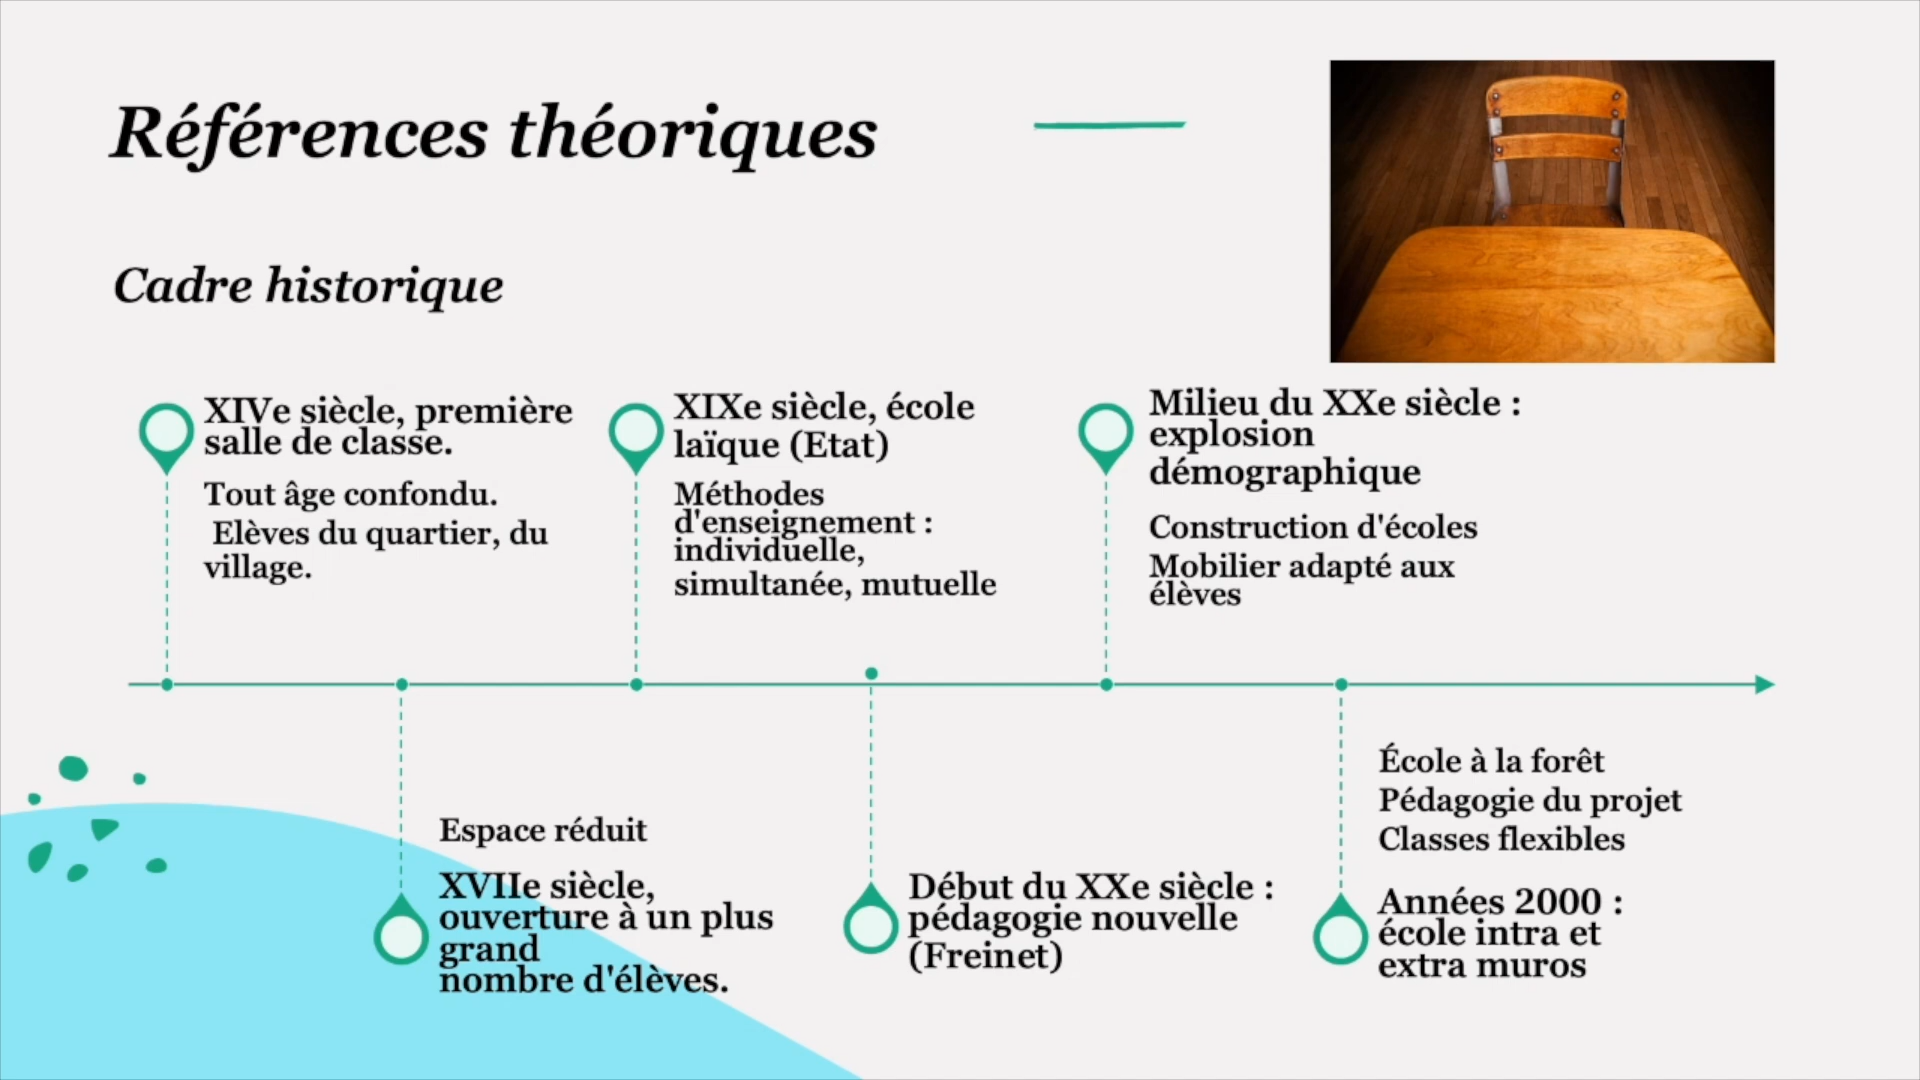 Références théoriques
Cadre historique
XIVe siècle, première
salle de classe.
Tout âge confondu.
Elèves du quartier, du
village.
XIXe siècle, école
laïque (Etat)
Méthodes
d'enseignement :
individuelle,
simultanée, mutuelle
Milieu du XXe siècle :
explosion
démographique
Construction d'écoles
Mobilier adapté aux
élèves
Espace réduit
XVIIe siècle,
ouverture à un plus
grand
nombre d'élèves.
Début du XXe siècle :
pédagogie nouvelle
(Freinet)
École à la forêt
Pédagogie du projet
Classes flexibles
Années 2000 :
école intra et
extra muros